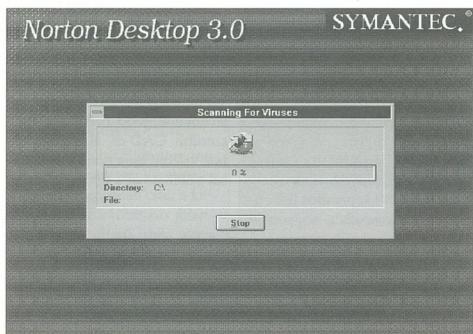 Norton Desktop 3.0
SYMANTEC.®
Scanning For Viruses
0 %
Directory: C:\
File:
Stop